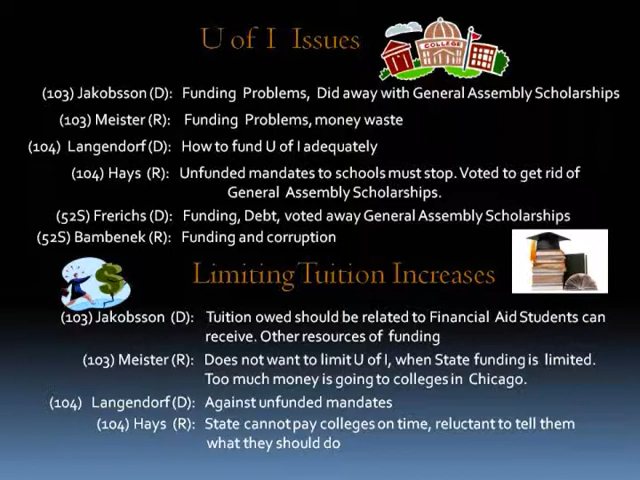 U of I Issues
COLLEGE
(103) Jakobsson (D): Funding Problems, Did away with General Assembly Scholarships
(103) Meister (R): Funding Problems, money waste
(104) Langendorf (D): How to fund U of I adequately
(104) Hays (R): Unfunded mandates to schools must stop. Voted to get rid of
General Assembly Scholarships.
(52S) Frerichs (D): Funding, Debt, voted away General Assembly Scholarships
(52S) Bambenek (R): Funding and corruption
Limiting Tuition Increases
(103) Jakobsson (D): Tuition owed should be related to Financial Aid Students can
receive. Other resources of funding
(103) Meister (R): Does not want to limit U of I, when State funding is limited.
Too much money is going to colleges in Chicago.
(104) Langendorf (D): Against unfunded mandates
(104) Hays (R): State cannot pay colleges on time, reluctant to tell them
what they should do